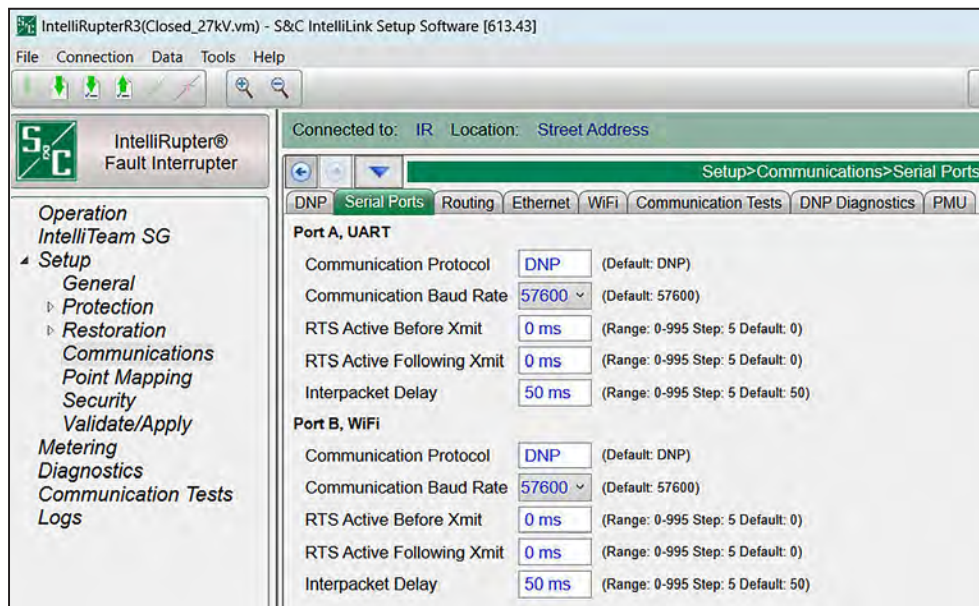 IntelliRupterR3(Closed_27kV.vm) - S&C IntelliLink Setup Software [613.43]
File Connection Data Tools Help
S&C
IntelliRupter®
Fault Interrupter
Operation
IntelliTeam SG
Setup
General
Protection
Restoration
Communications
Point Mapping
Security
Validate/Apply
Metering
Diagnostics
Communication Tests
Logs
Connected to: IR Location: Street Address
Setup>Communications>Serial Ports
DNP Serial Ports Routing Ethernet WiFi Communication Tests DNP Diagnostics PMU
Port A, UART
Communication Protocol DNP (Default: DNP)
Communication Baud Rate 57600 (Default: 57600)
RTS Active Before Xmit 0 ms (Range: 0-995 Step: 5 Default: 0)
RTS Active Following Xmit 0 ms (Range: 0-995 Step: 5 Default: 0)
Interpacket Delay 50 ms (Range: 0-995 Step: 5 Default: 50)
Port B, WiFi
Communication Protocol DNP (Default: DNP)
Communication Baud Rate 57600 (Default: 57600)
RTS Active Before Xmit 0 ms (Range: 0-995 Step: 5 Default: 0)
RTS Active Following Xmit 0 ms (Range: 0-995 Step: 5 Default: 0)
Interpacket Delay 50 ms (Range: 0-995 Step: 5 Default: 50)